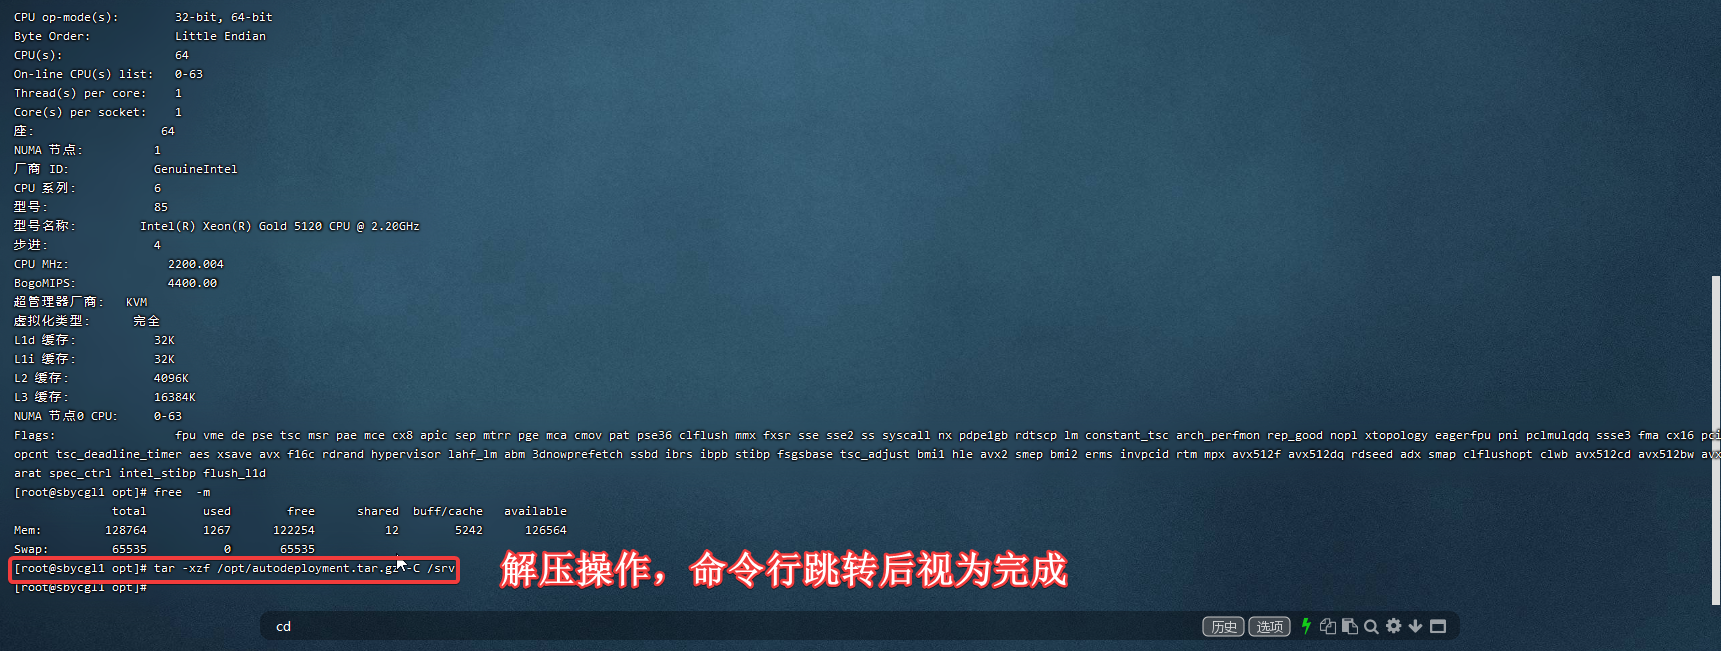 CPU op-mode(s): 32-bit, 64-bit
Byte Order: Little Endian
CPU(s): 64
On-line CPU(s) list: 0-63
Thread(s) per core: 1
Core(s) per socket: 1
座: 64
NUMA 节点: 1
厂商 ID: GenuineIntel
CPU 系列: 6
型号: 85
型号名称: Intel(R) Xeon(R) Gold 5120 CPU @ 2.20GHz
步进: 4
CPU MHz: 2200.004
BogoMIPS: 4400.00
超管理器厂商: KVM
虚拟化类型: 完全
L1d 缓存: 32K
L1i 缓存: 32K
L2 缓存: 4096K
L3 缓存: 16384K
NUMA 节点0 CPU: 0-63
Flags: fpu vme de pse tsc msr pae mce cx8 apic sep mtrr pge mca cmov pat pse36 clflush mmx fxsr sse sse2 ss syscall nx pdpe1gb rdtscp lm constant_tsc arch_perfmon rep_good nopl xtopology eagerfpu pni pclmulqdq ssse3 fma cx16 pci
opcnt tsc_deadline_timer aes xsave avx f16c rdrand hypervisor lahf_lm abm 3dnowprefetch ssbd ibrs ibpb stibp fsgsbase tsc_adjust bmi1 hle avx2 smep bmi2 erms invpcid rtm mpx avx512f avx512dq rdseed adx smap clflushopt clwb avx512cd avx512bw avx
arat spec_ctrl intel_stibp flush_l1d
[root@sbycgl1 opt]# free -m
total used free shared buff/cache available
Mem: 128764 1267 122254 12 5242 126564
Swap: 65535 0 65535
[root@sbycgl1 opt]# tar -xzf /opt/autodeployment.tar.gz -C /srv
解压操作，命令行跳转后视为完成
[root@sbycgl1 opt]#
cd 历史 选项